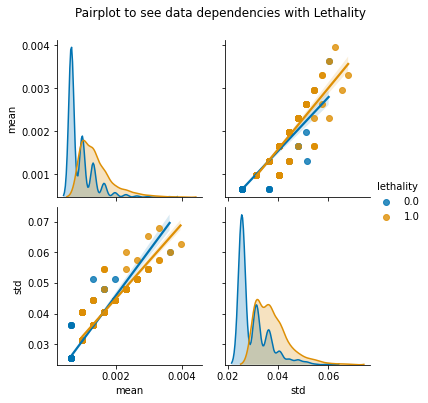 Pairplot to see data dependencies with Lethality
0.004
0.003
0.002
0.001
mean
lethality
0.0
1.0
0.07
0.06
0.05
0.04
0.03
std
0.002
0.004
0.02
0.04
0.06
mean
std